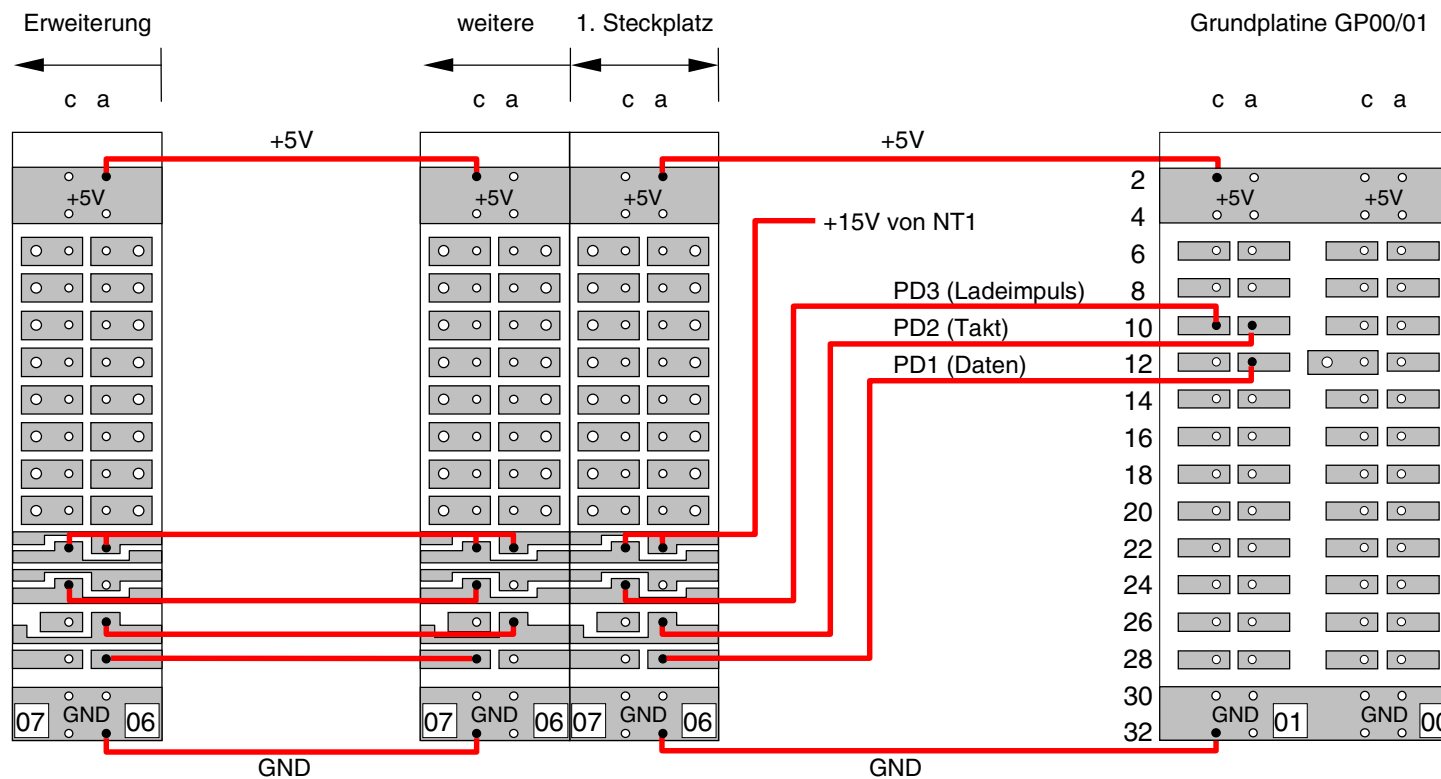 Erweiterung weitere 1. Steckplatz Grundplatine GP00/01
c a c a c a c a c a
+5V +5V
+5V +5V +5V 2 +5V +5V
+15V von NT1 4
6
PD3 (Ladeimpuls) 8
PD2 (Takt) 10
PD1 (Daten) 12
14
16
18
20
22
24
26
28
30
07 GND 06 07 GND 06 07 GND 06 32 GND 01 GND 00
GND GND